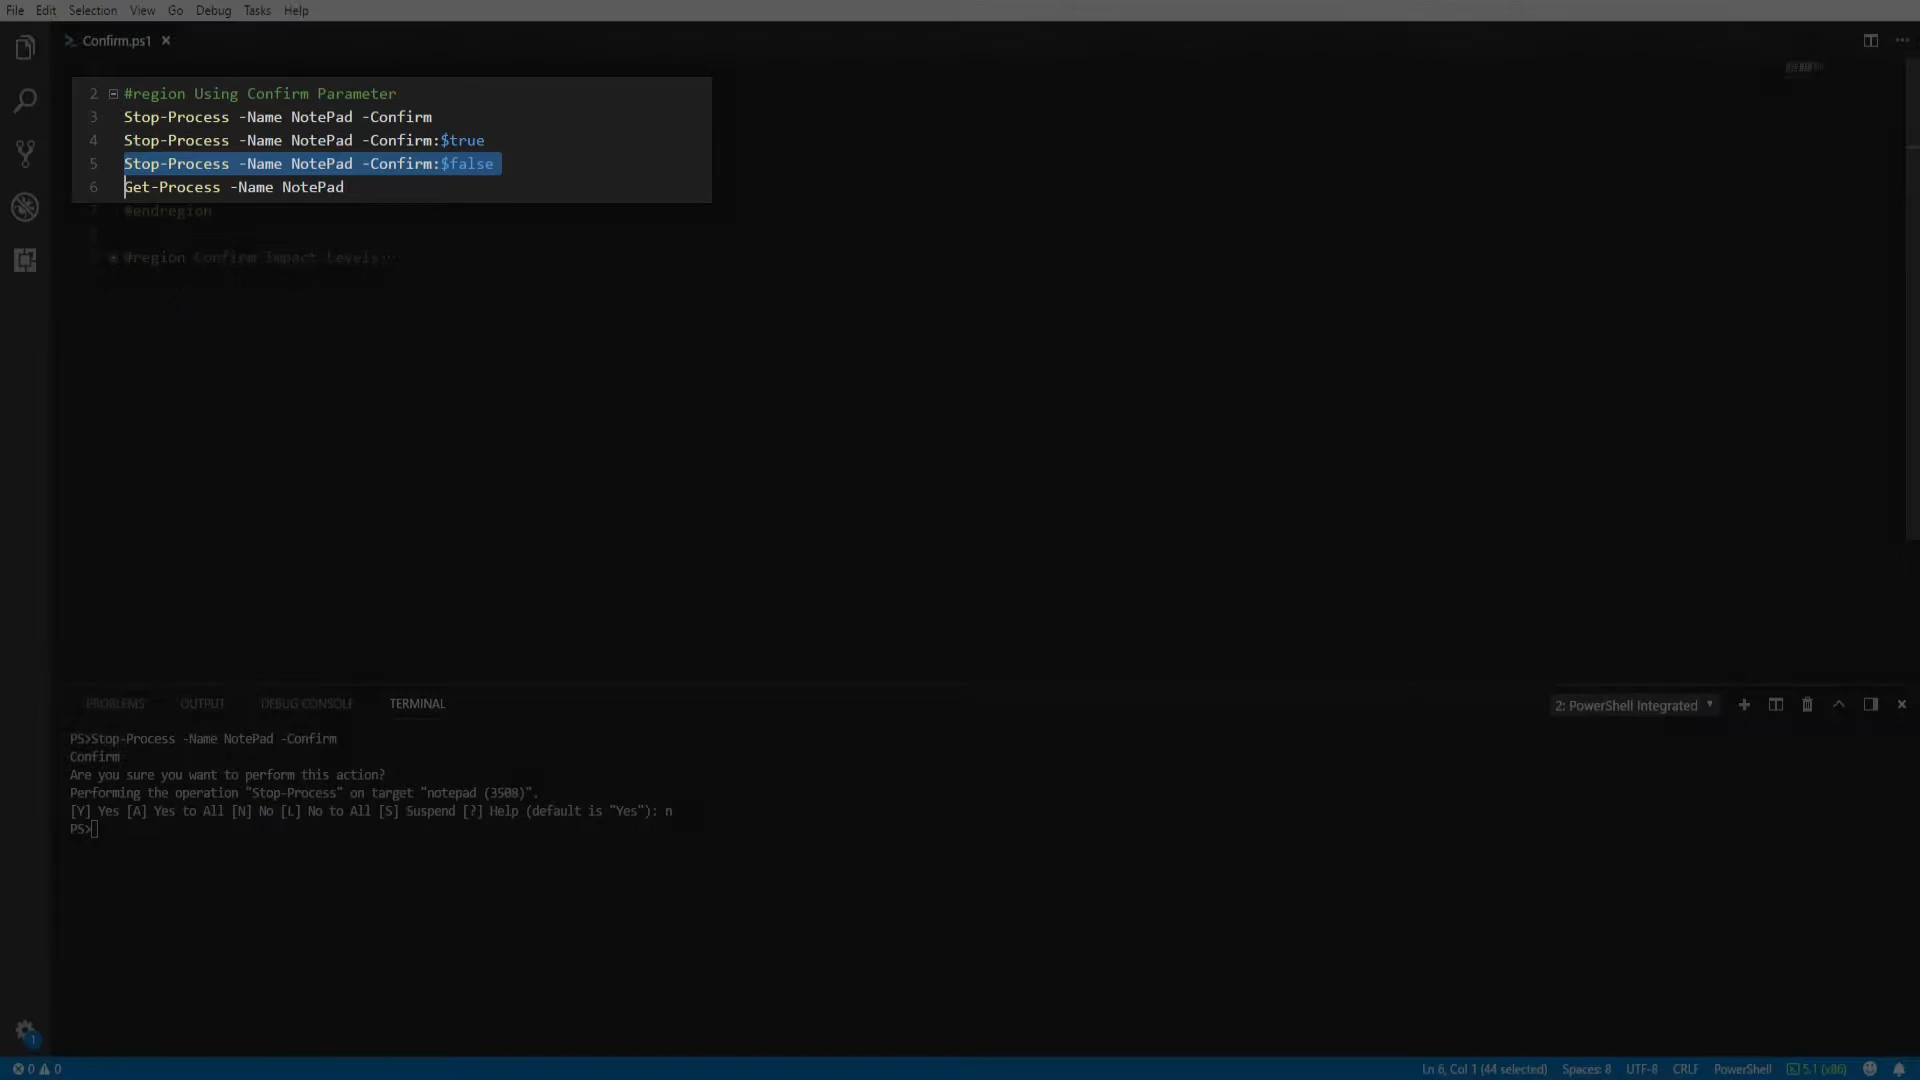 File Edit Selection View Go Debug Tasks Help
Confirm.ps1
2 #region Using Confirm Parameter
3 Stop-Process -Name NotePad -Confirm
4 Stop-Process -Name NotePad -Confirm:$true
5 Stop-Process -Name NotePad -Confirm:$false
6 Get-Process -Name NotePad
7 #endregion
#region Confirm Impact Levels...
PROBLEMS OUTPUT DEBUG CONSOLE TERMINAL 2: PowerShell Integrated
PS>Stop-Process -Name NotePad -Confirm
Confirm
Are you sure you want to perform this action?
Performing the operation "Stop-Process" on target "notepad (3508)".
[Y] Yes [A] Yes to All [N] No [L] No to All [S] Suspend [?] Help (default is "Yes"): n
PS>
1
0 0 Ln 6, Col 1 (44 selected) Spaces: 8 UTF-8 CRLF PowerShell 5.1 (x86)